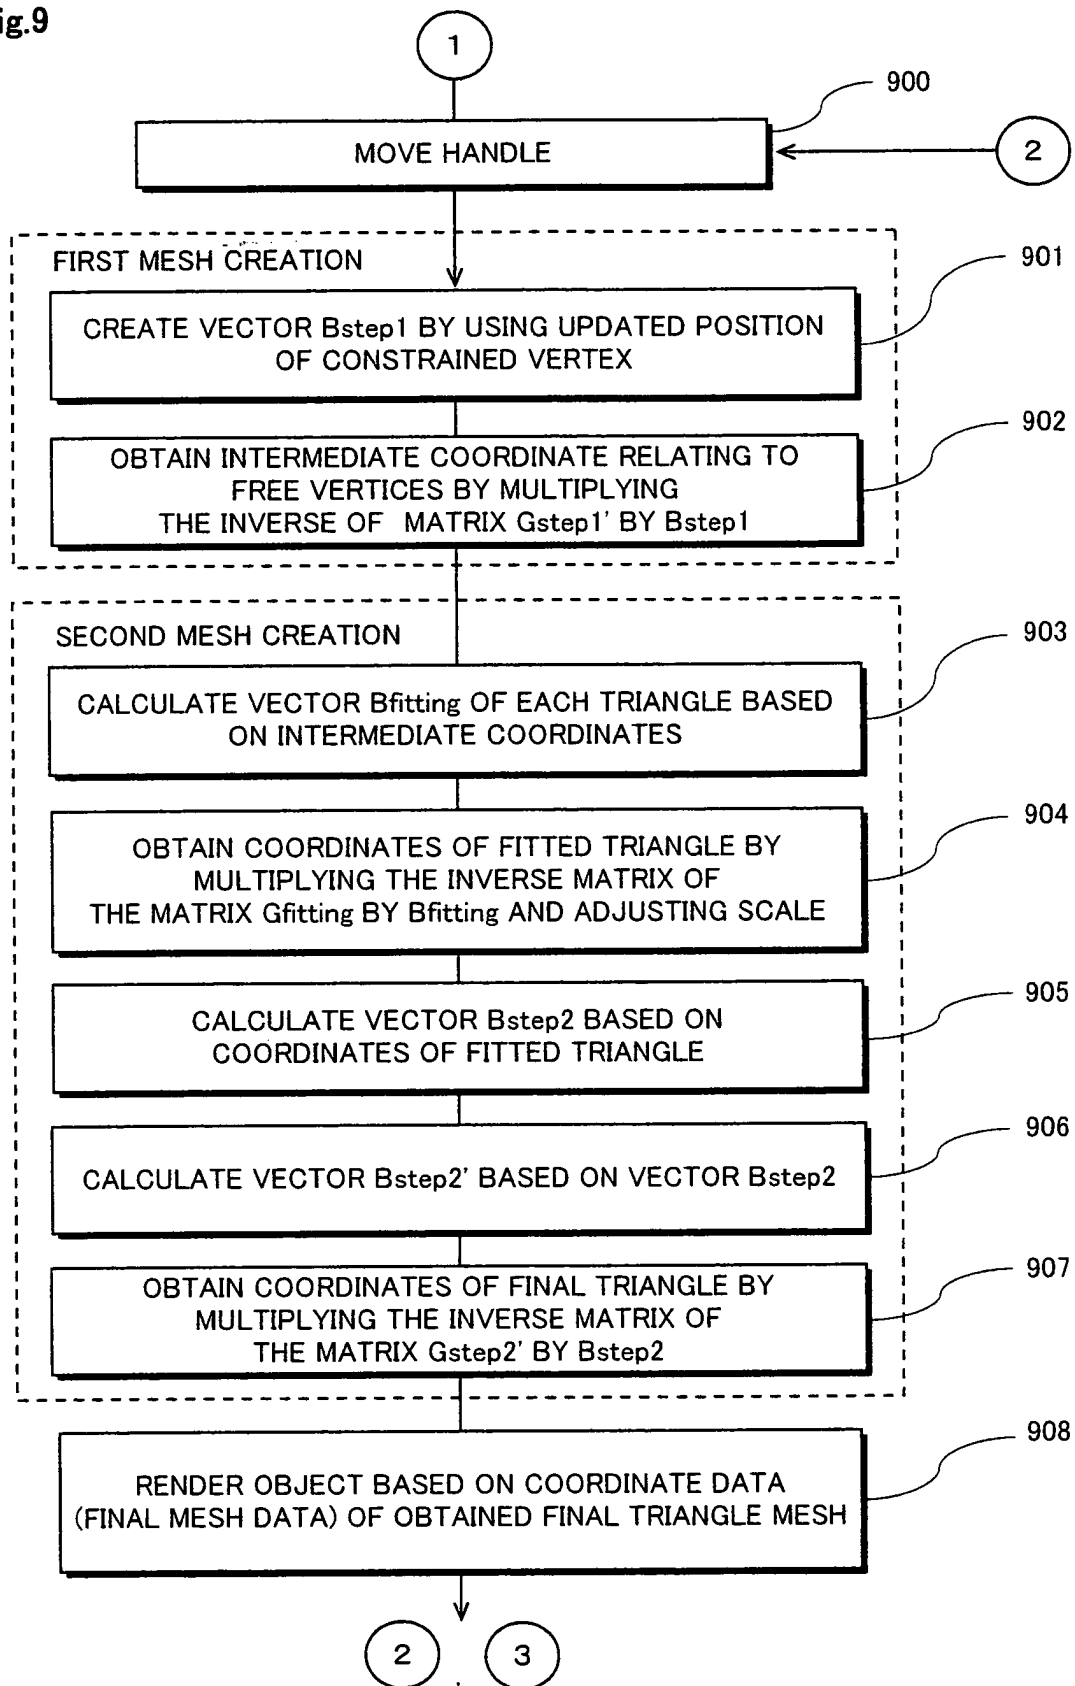 ig.9
1
900
MOVE HANDLE
2
FIRST MESH CREATION
901
CREATE VECTOR Bstep1 BY USING UPDATED POSITION
OF CONSTRAINED VERTEX
902
OBTAIN INTERMEDIATE COORDINATE RELATING TO
FREE VERTICES BY MULTIPLYING
THE INVERSE OF MATRIX Gstep1' BY Bstep1
SECOND MESH CREATION
903
CALCULATE VECTOR Bfitting OF EACH TRIANGLE BASED
ON INTERMEDIATE COORDINATES
904
OBTAIN COORDINATES OF FITTED TRIANGLE BY
MULTIPLYING THE INVERSE MATRIX OF
THE MATRIX Gfitting BY Bfitting AND ADJUSTING SCALE
905
CALCULATE VECTOR Bstep2 BASED ON
COORDINATES OF FITTED TRIANGLE
906
CALCULATE VECTOR Bstep2' BASED ON VECTOR Bstep2
907
OBTAIN COORDINATES OF FINAL TRIANGLE BY
MULTIPLYING THE INVERSE MATRIX OF
THE MATRIX Gstep2' BY Bstep2
908
RENDER OBJECT BASED ON COORDINATE DATA
(FINAL MESH DATA) OF OBTAINED FINAL TRIANGLE MESH
2
3